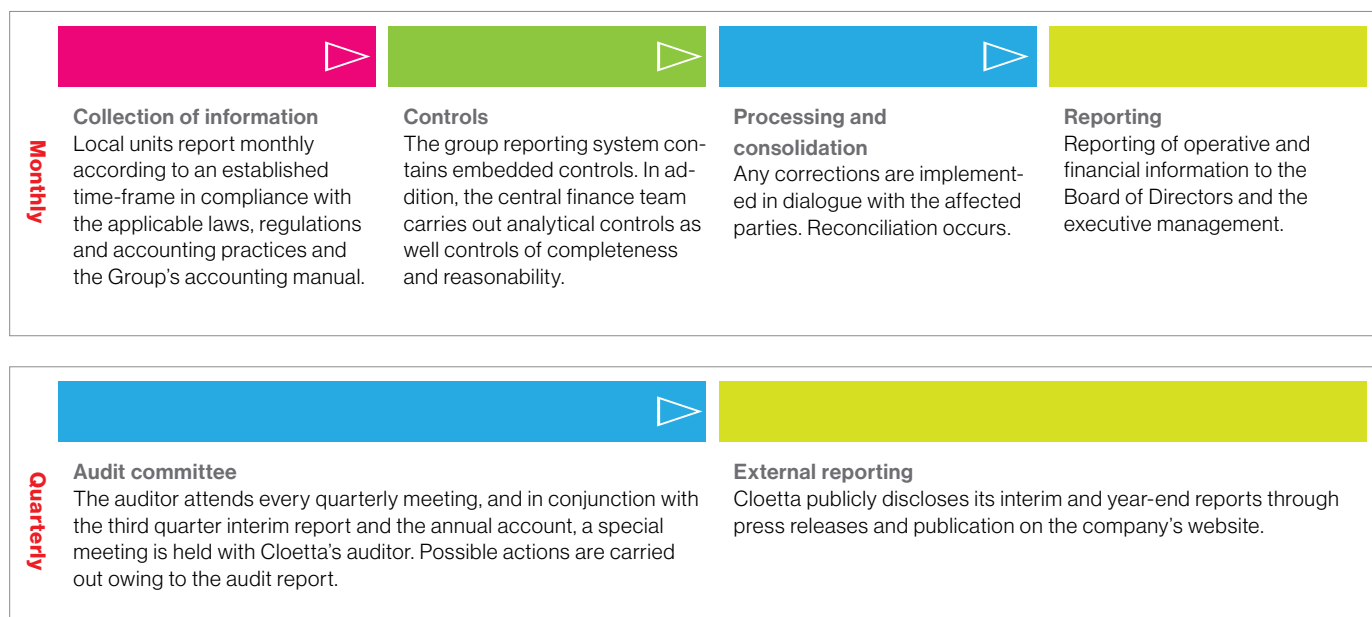 Monthly
Collection of information
Local units report monthly
according to an established
time-frame in compliance with
the applicable laws, regulations
and accounting practices and
the Group's accounting manual.
Controls
The group reporting system con-
tains embedded controls. In ad-
dition, the central finance team
carries out analytical controls as
well controls of completeness
and reasonability.
Processing and
consolidation
Any corrections are implement-
ed in dialogue with the affected
parties. Reconciliation occurs.
Reporting
Reporting of operative and
financial information to the
Board of Directors and the
executive management.
Quarterly
Audit committee
The auditor attends every quarterly meeting, and in conjunction with
the third quarter interim report and the annual account, a special
meeting is held with Cloetta's auditor. Possible actions are carried
out owing to the audit report.
External reporting
Cloetta publicly discloses its interim and year-end reports through
press releases and publication on the company's website.